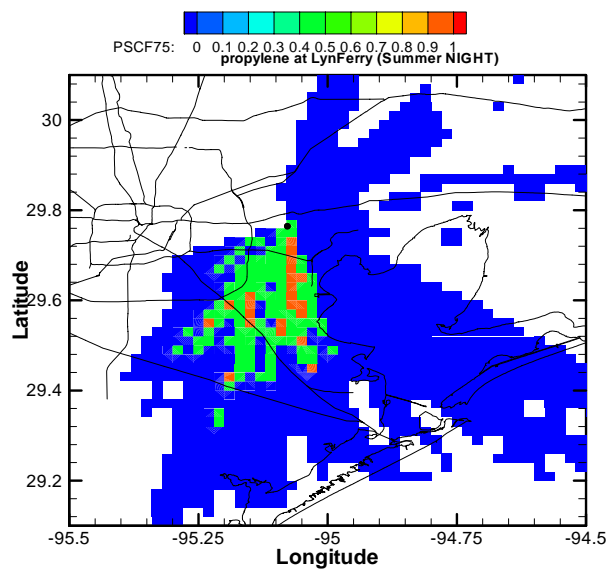 PSCF75: 0 0.1 0.2 0.3 0.4 0.5 0.6 0.7 0.8 0.9 1
propylene at LynFerry (Summer NIGHT)
30
29.8
29.6
29.4
29.2
Latitude
-95.5 -95.25 -95 -94.75 -94.5
Longitude